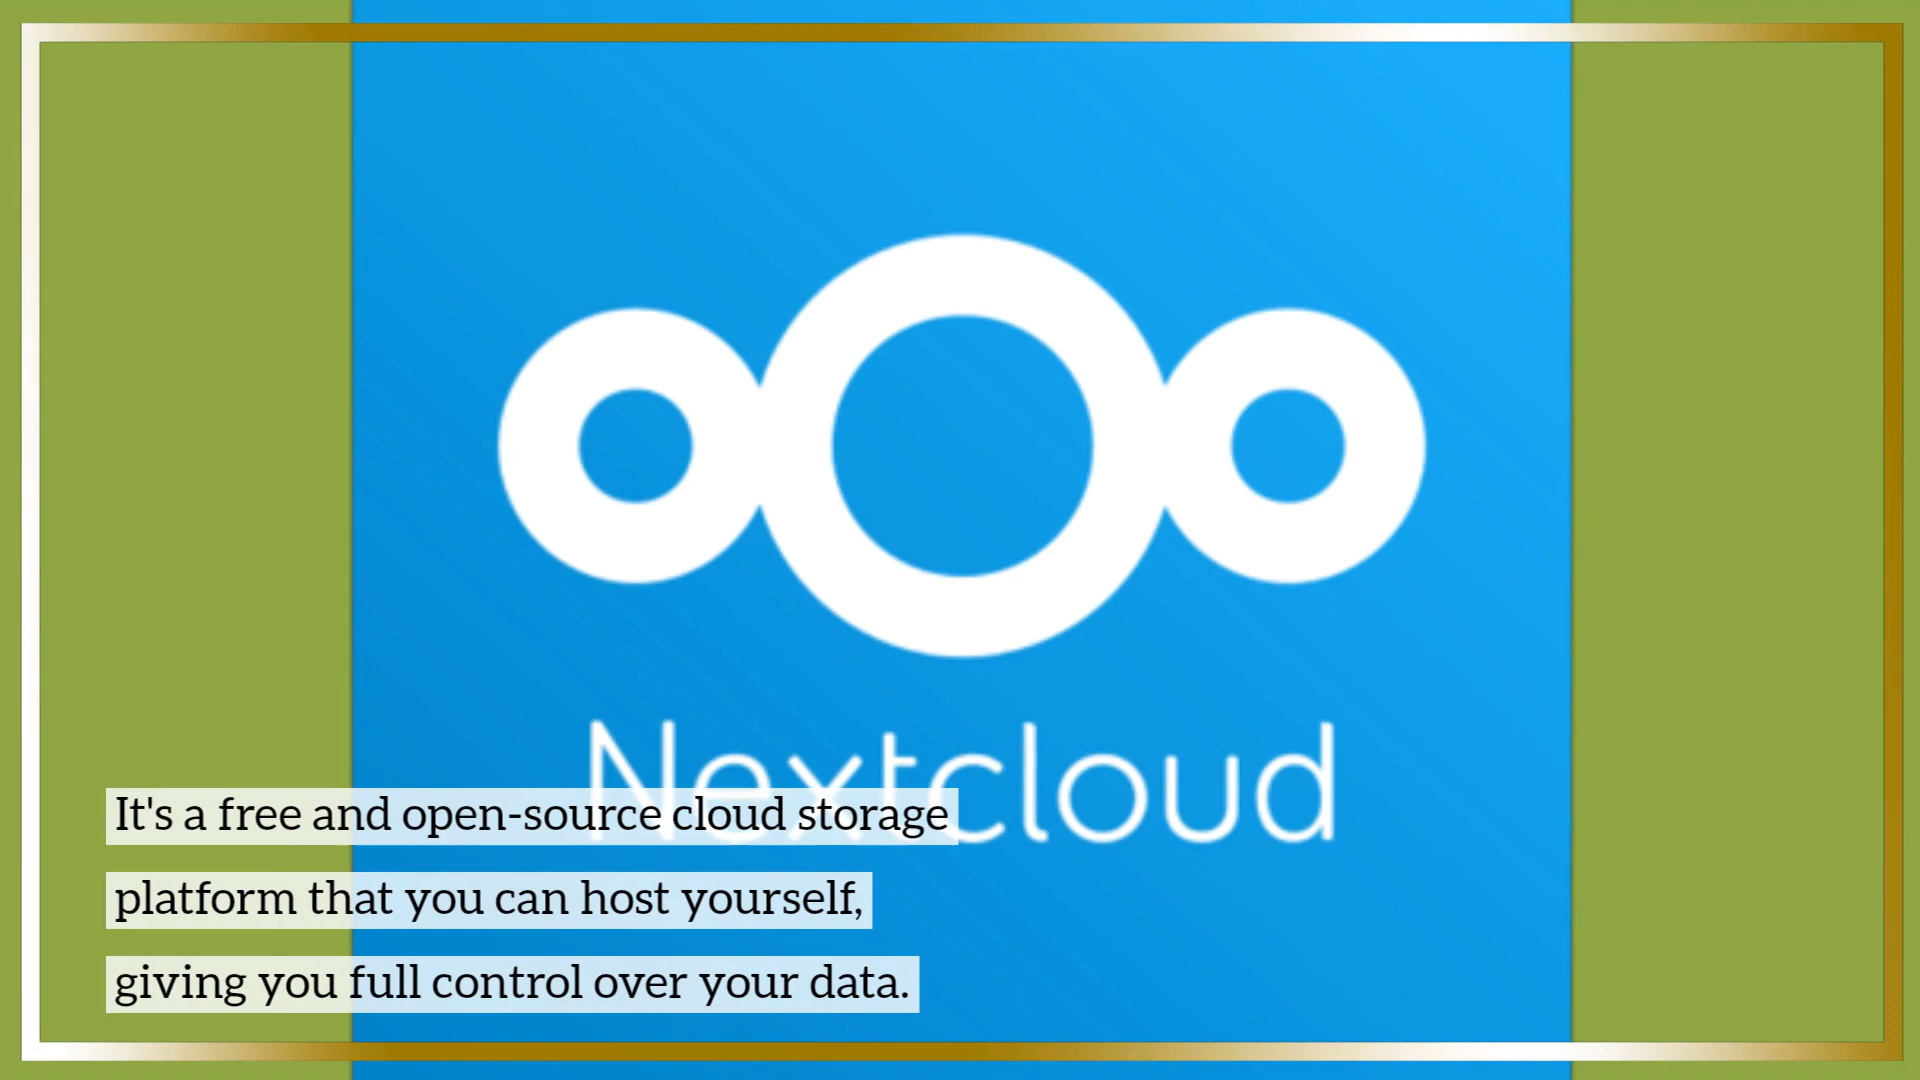 Nextcloud
It's a free and open-source cloud storage
platform that you can host yourself,
giving you full control over your data.